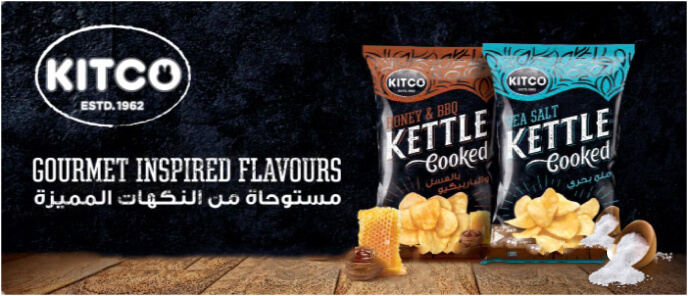 KITCO
ESTD.1962
GOURMET INSPIRED FLAVOURS
مستوحاة من النكهات المميزة
KITCO
HONEY & BBQ
KETTLE
Cooked
بالعسل
والباربيكيو
KITCO
SEA SALT
KETTLE
Cooked
ملح بحري